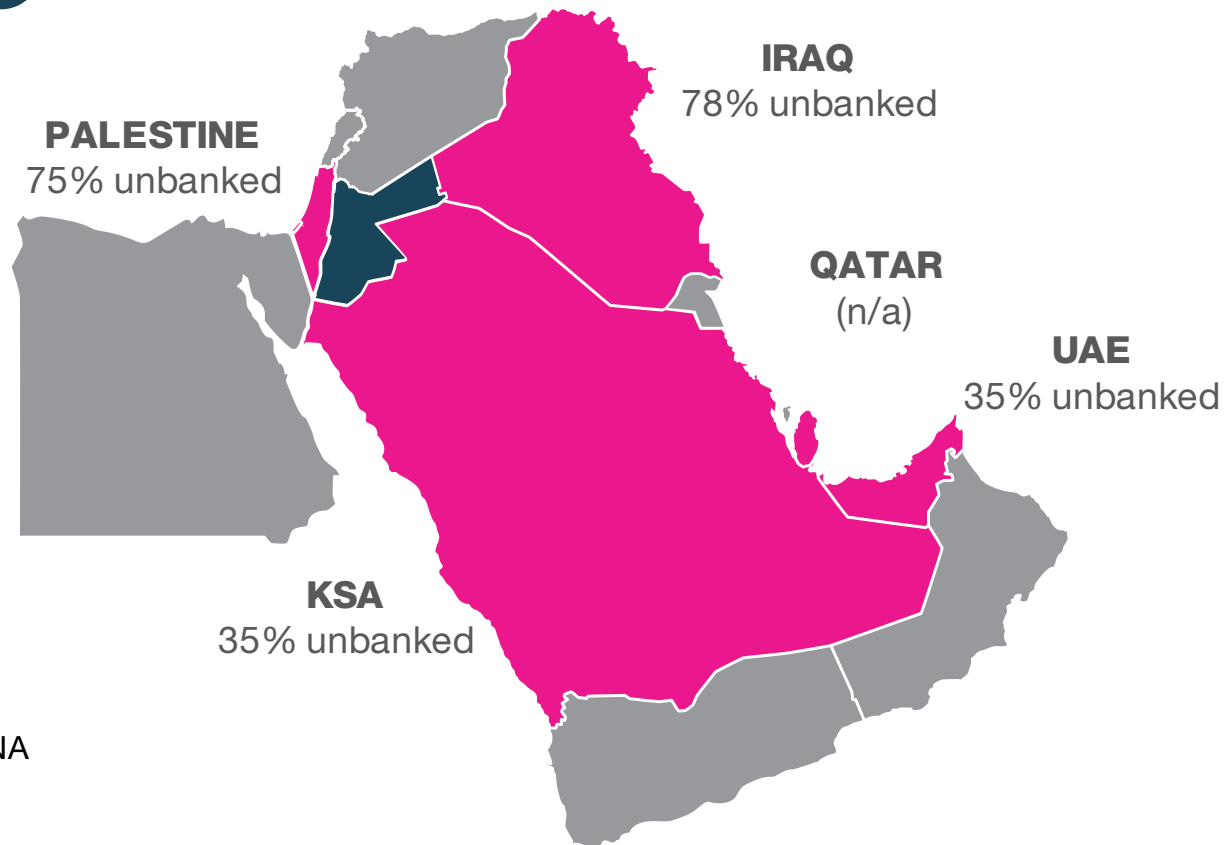 IRAQ
78% unbanked
PALESTINE
75% unbanked
QATAR
(n/a)
UAE
35% unbanked
KSA
35% unbanked
NA